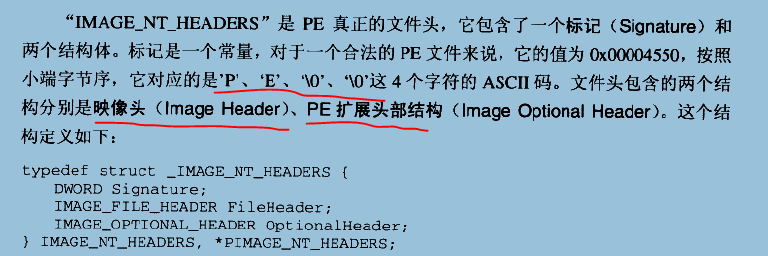 “IMAGE_NT_HEADERS”是 PE 真正的文件头，它包含了一个标记（Signature）和
两个结构体。标记是一个常量，对于一个合法的 PE 文件来说，它的值为 0x00004550，按照
小端字节序，它对应的是'P'、‘E’、‘\0’、‘\0’这 4 个字符的 ASCII 码。文件头包含的两个结
构分别是映像头（Image Header）、PE 扩展头部结构（Image Optional Header）。这个结
构定义如下：
typedef struct _IMAGE_NT_HEADERS {
DWORD Signature;
IMAGE_FILE_HEADER FileHeader;
IMAGE_OPTIONAL_HEADER OptionalHeader;
} IMAGE_NT_HEADERS, *PIMAGE_NT_HEADERS;